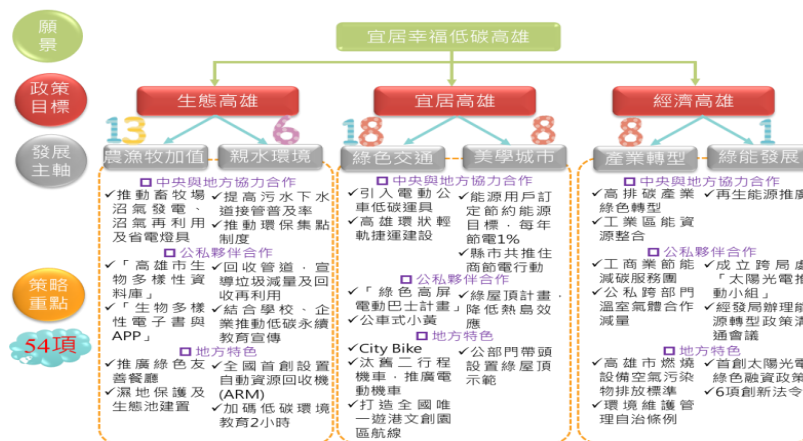 願
景
宜居幸福低碳高雄
政策
目標
生態高雄
宜居高雄
經濟高雄
發展
主軸
13
6
18
8
8
1
農漁牧加值
親水環境
綠色交通
美學城市
產業轉型
綠能發展
策略
重點
54項
中央與地方協力合作
✓推動畜牧場
沼氣發電、
沼氣再利用
及省電燈具
✓提高污水下水
道接管普及率
✓推動環保集點
制度
公私夥伴合作
✓「高雄市生
物多樣性資
料庫」
✓「生物多樣
性電子書與
APP」
✓回收管道，宣
導垃圾減量及回
收再利用
✓結合學校、企
業推動低碳永續
教育宣傳
地方特色
✓推廣綠色友
善餐廳
✓濕地保護及
生態池建置
✓全國首創設置
自動資源回收機
(ARM)
✓加碼低碳環境
教育2小時
中央與地方協力合作
✓引入電動公
車低碳運具
✓高雄環狀輕
軌捷運建設
✓能源用戶訂
定節約能源
目標，每年
節電1%
✓縣市共推住
商節電行動
公私夥伴合作
✓「綠色高屏
電動巴士計畫」
✓公車式小黃
✓綠屋頂計畫，
降低熱島效
應
地方特色
✓City Bike
✓汰舊二行程
機車，推廣電
動機車
✓打造全國唯
一遊港文創園
區航線
✓公部門帶頭
設置綠屋頂
示範
中央與地方協力合作
✓高排碳產業
綠色轉型
✓工業區能資
源整合
✓再生能源推廣
公私夥伴合作
✓工商業節能
減碳服務團
✓公私跨部門
溫室氣體合作
減量
✓成立跨局處
「太陽光電推
動小組」
✓經發局辦理能
源轉型政策溝
通會議
地方特色
✓高雄市燃燒
設備空氣污染
物排放標準
✓環境維護管
理自治條例
✓首創太陽光電
綠色融資政策
✓6項創新法令